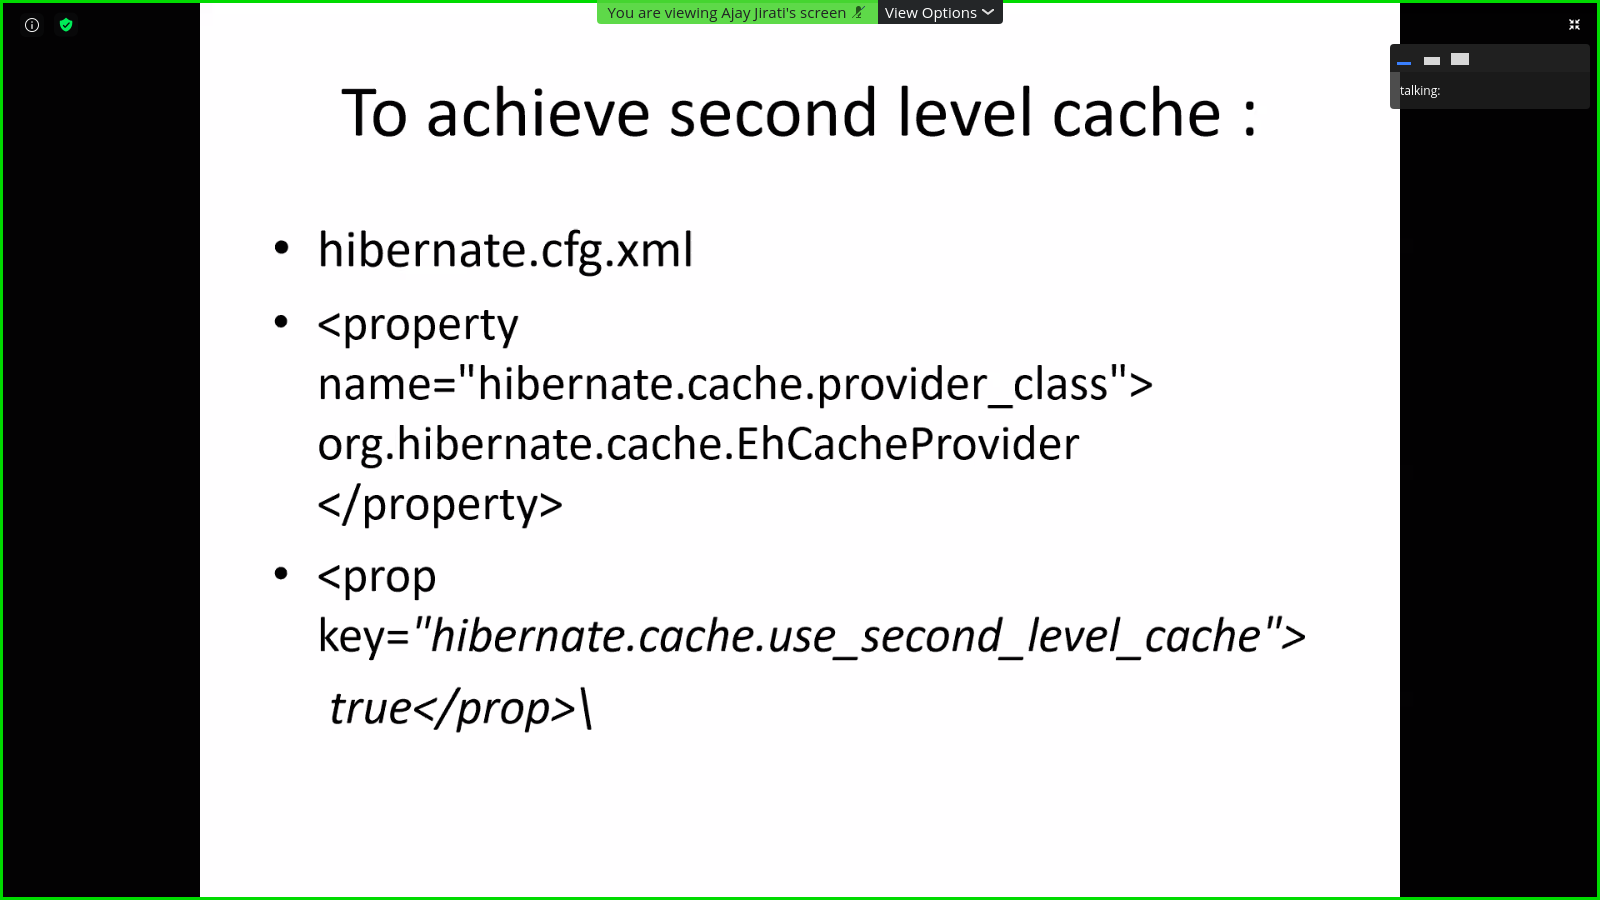 You are viewing Ajay Jirati's screen
View Options
talking:
To achieve second level cache :
• hibernate.cfg.xml
• <property
name="hibernate.cache.provider_class">
org.hibernate.cache.EhCacheProvider
</property>
• <prop
key="hibernate.cache.use_second_level_cache">
true</prop>\